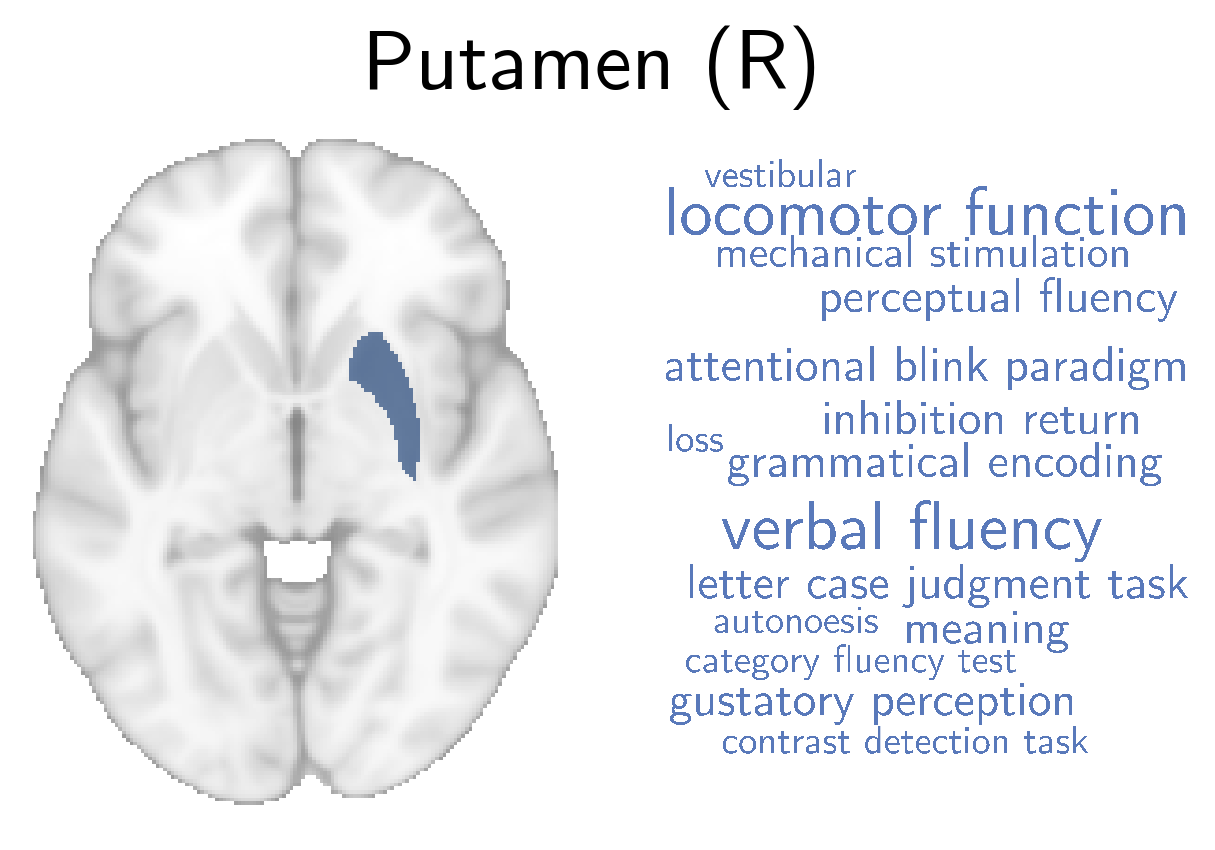 Putamen (R)
vestibular
locomotor function
mechanical stimulation
perceptual fluency
attentional blink paradigm
inhibition return
loss
grammatical encoding
verbal fluency
letter case judgment task
autonoesis meaning
category fluency test
gustatory perception
contrast detection task